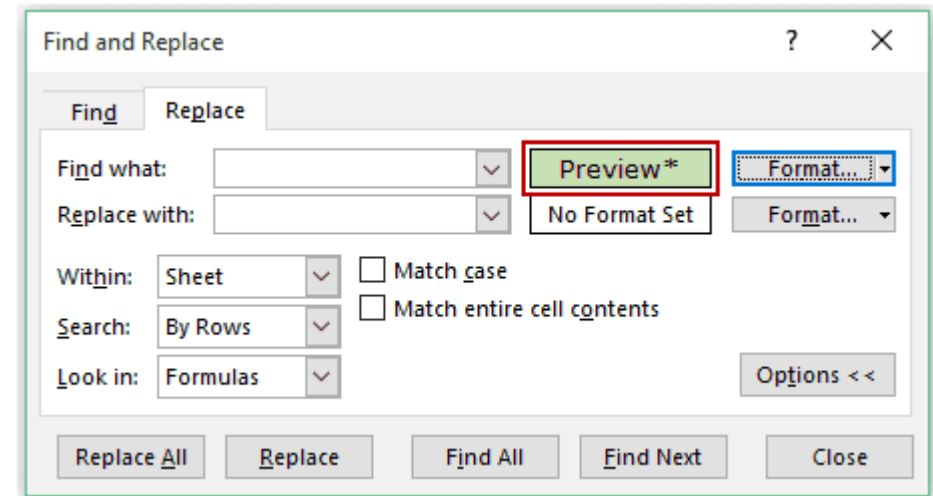 Find and Replace ? ×
Find Replace
Find what: Preview* Format...
Replace with: No Format Set Format...
Within: Sheet Match case
Match entire cell contents
Search: By Rows
Look in: Formulas Options <<
Replace All Replace Find All Find Next Close